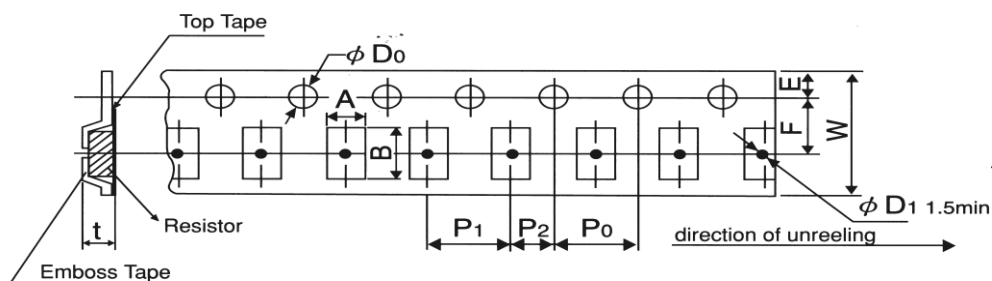 Top Tape
φ D0
A
B
E
F
W
t
Resistor
Emboss Tape
P1
P2
P0
φ D1 1.5min
direction of unreeling